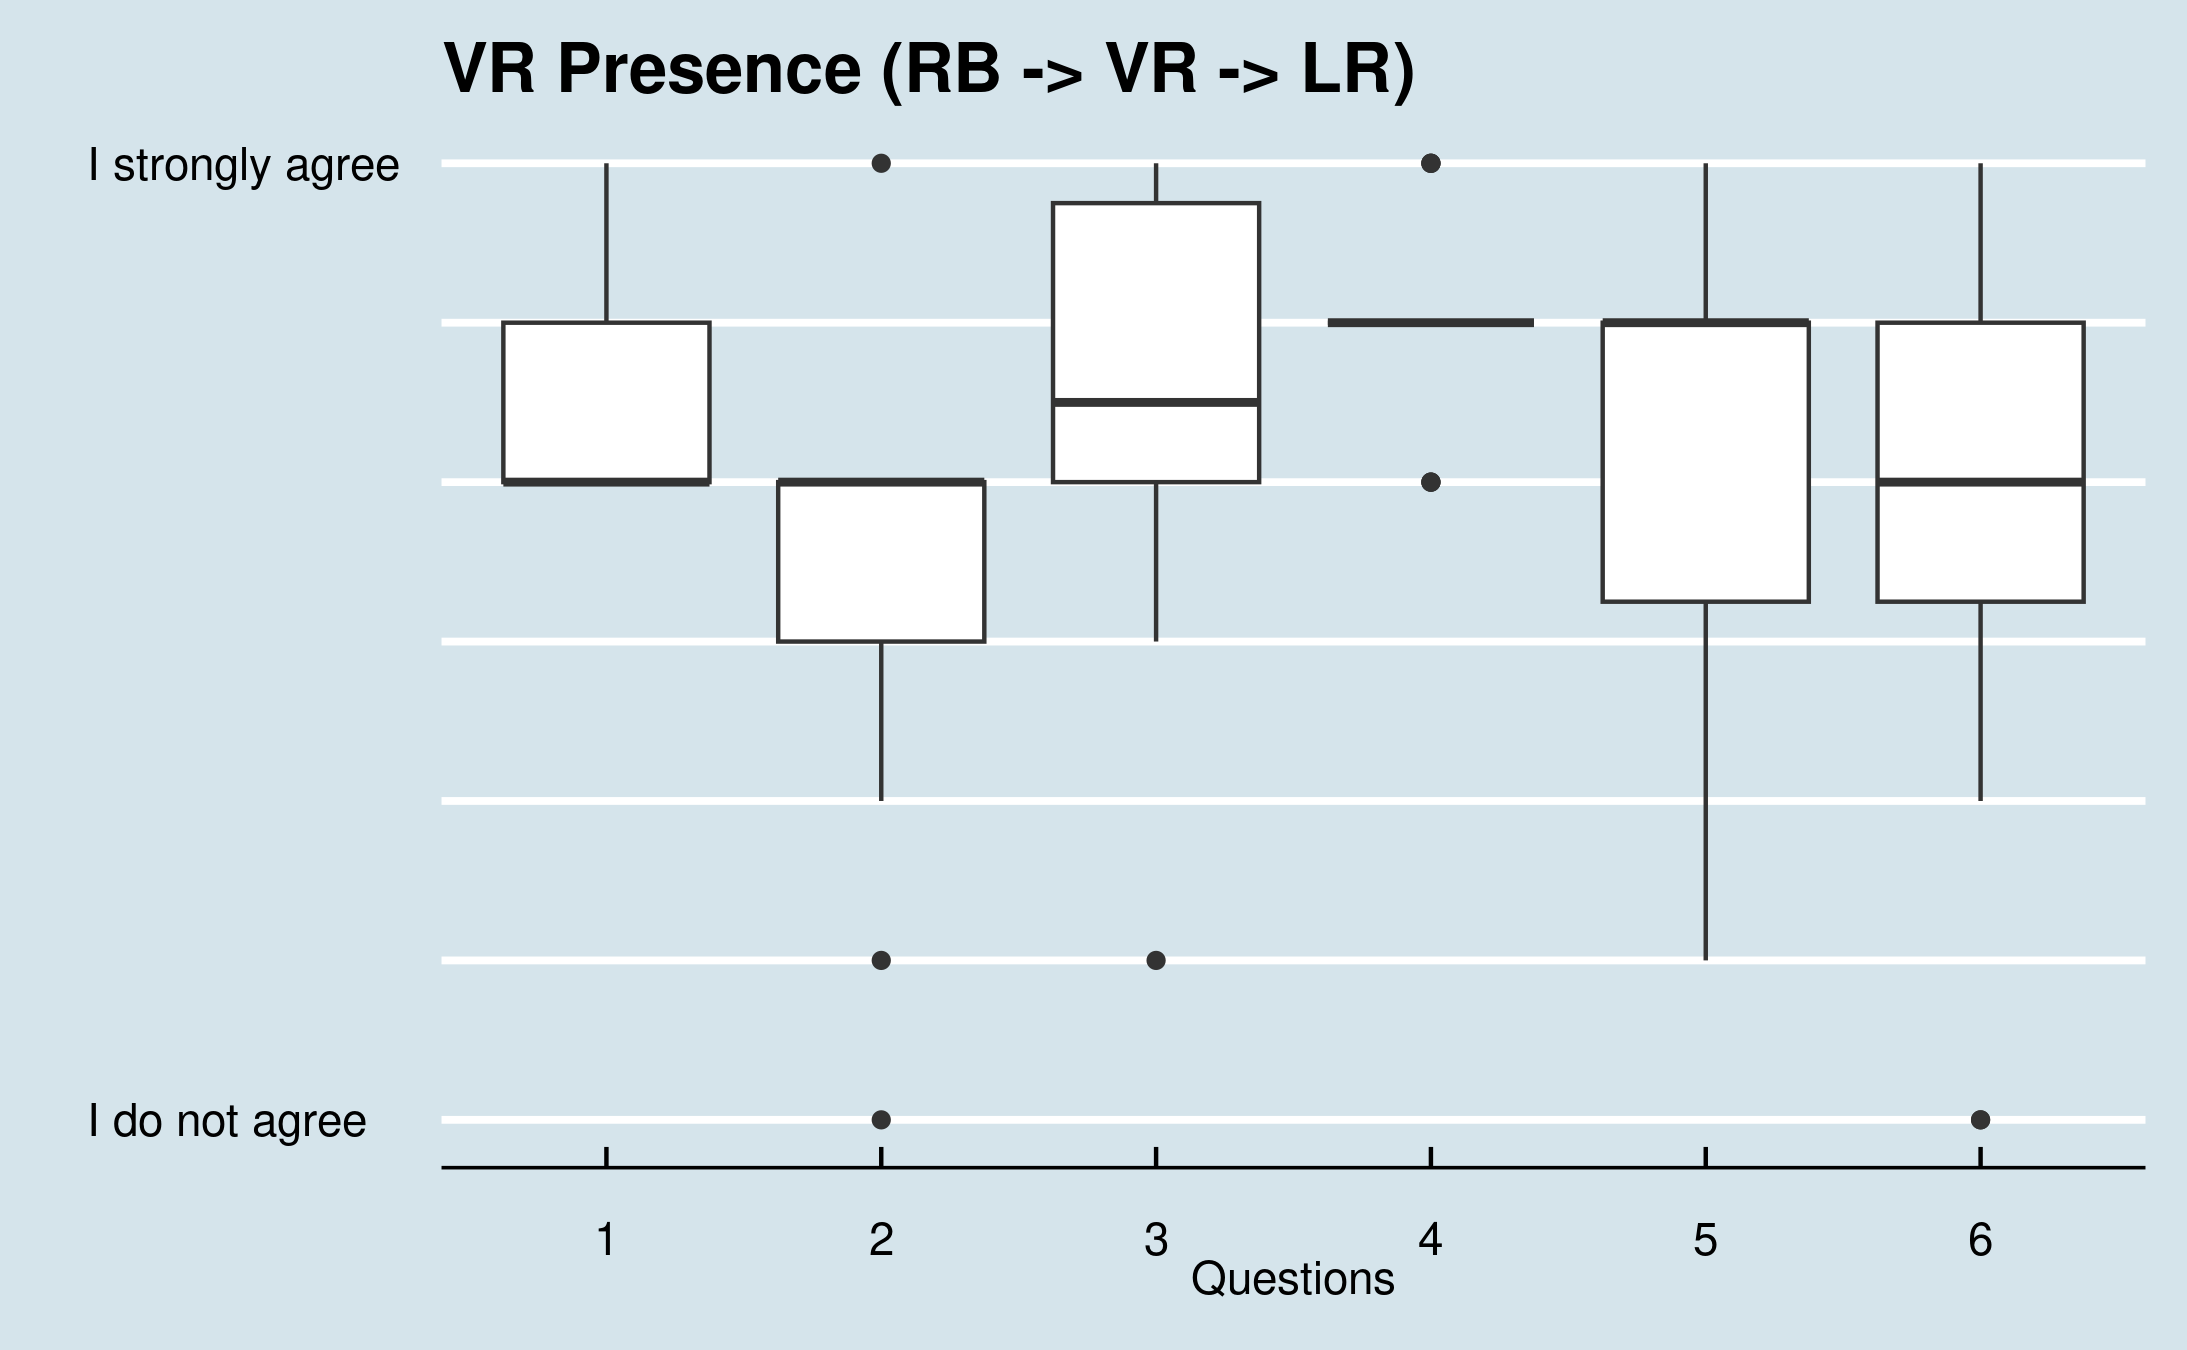 VR Presence (RB -> VR -> LR)
I strongly agree
I do not agree
1 2 3 4 5 6
Questions